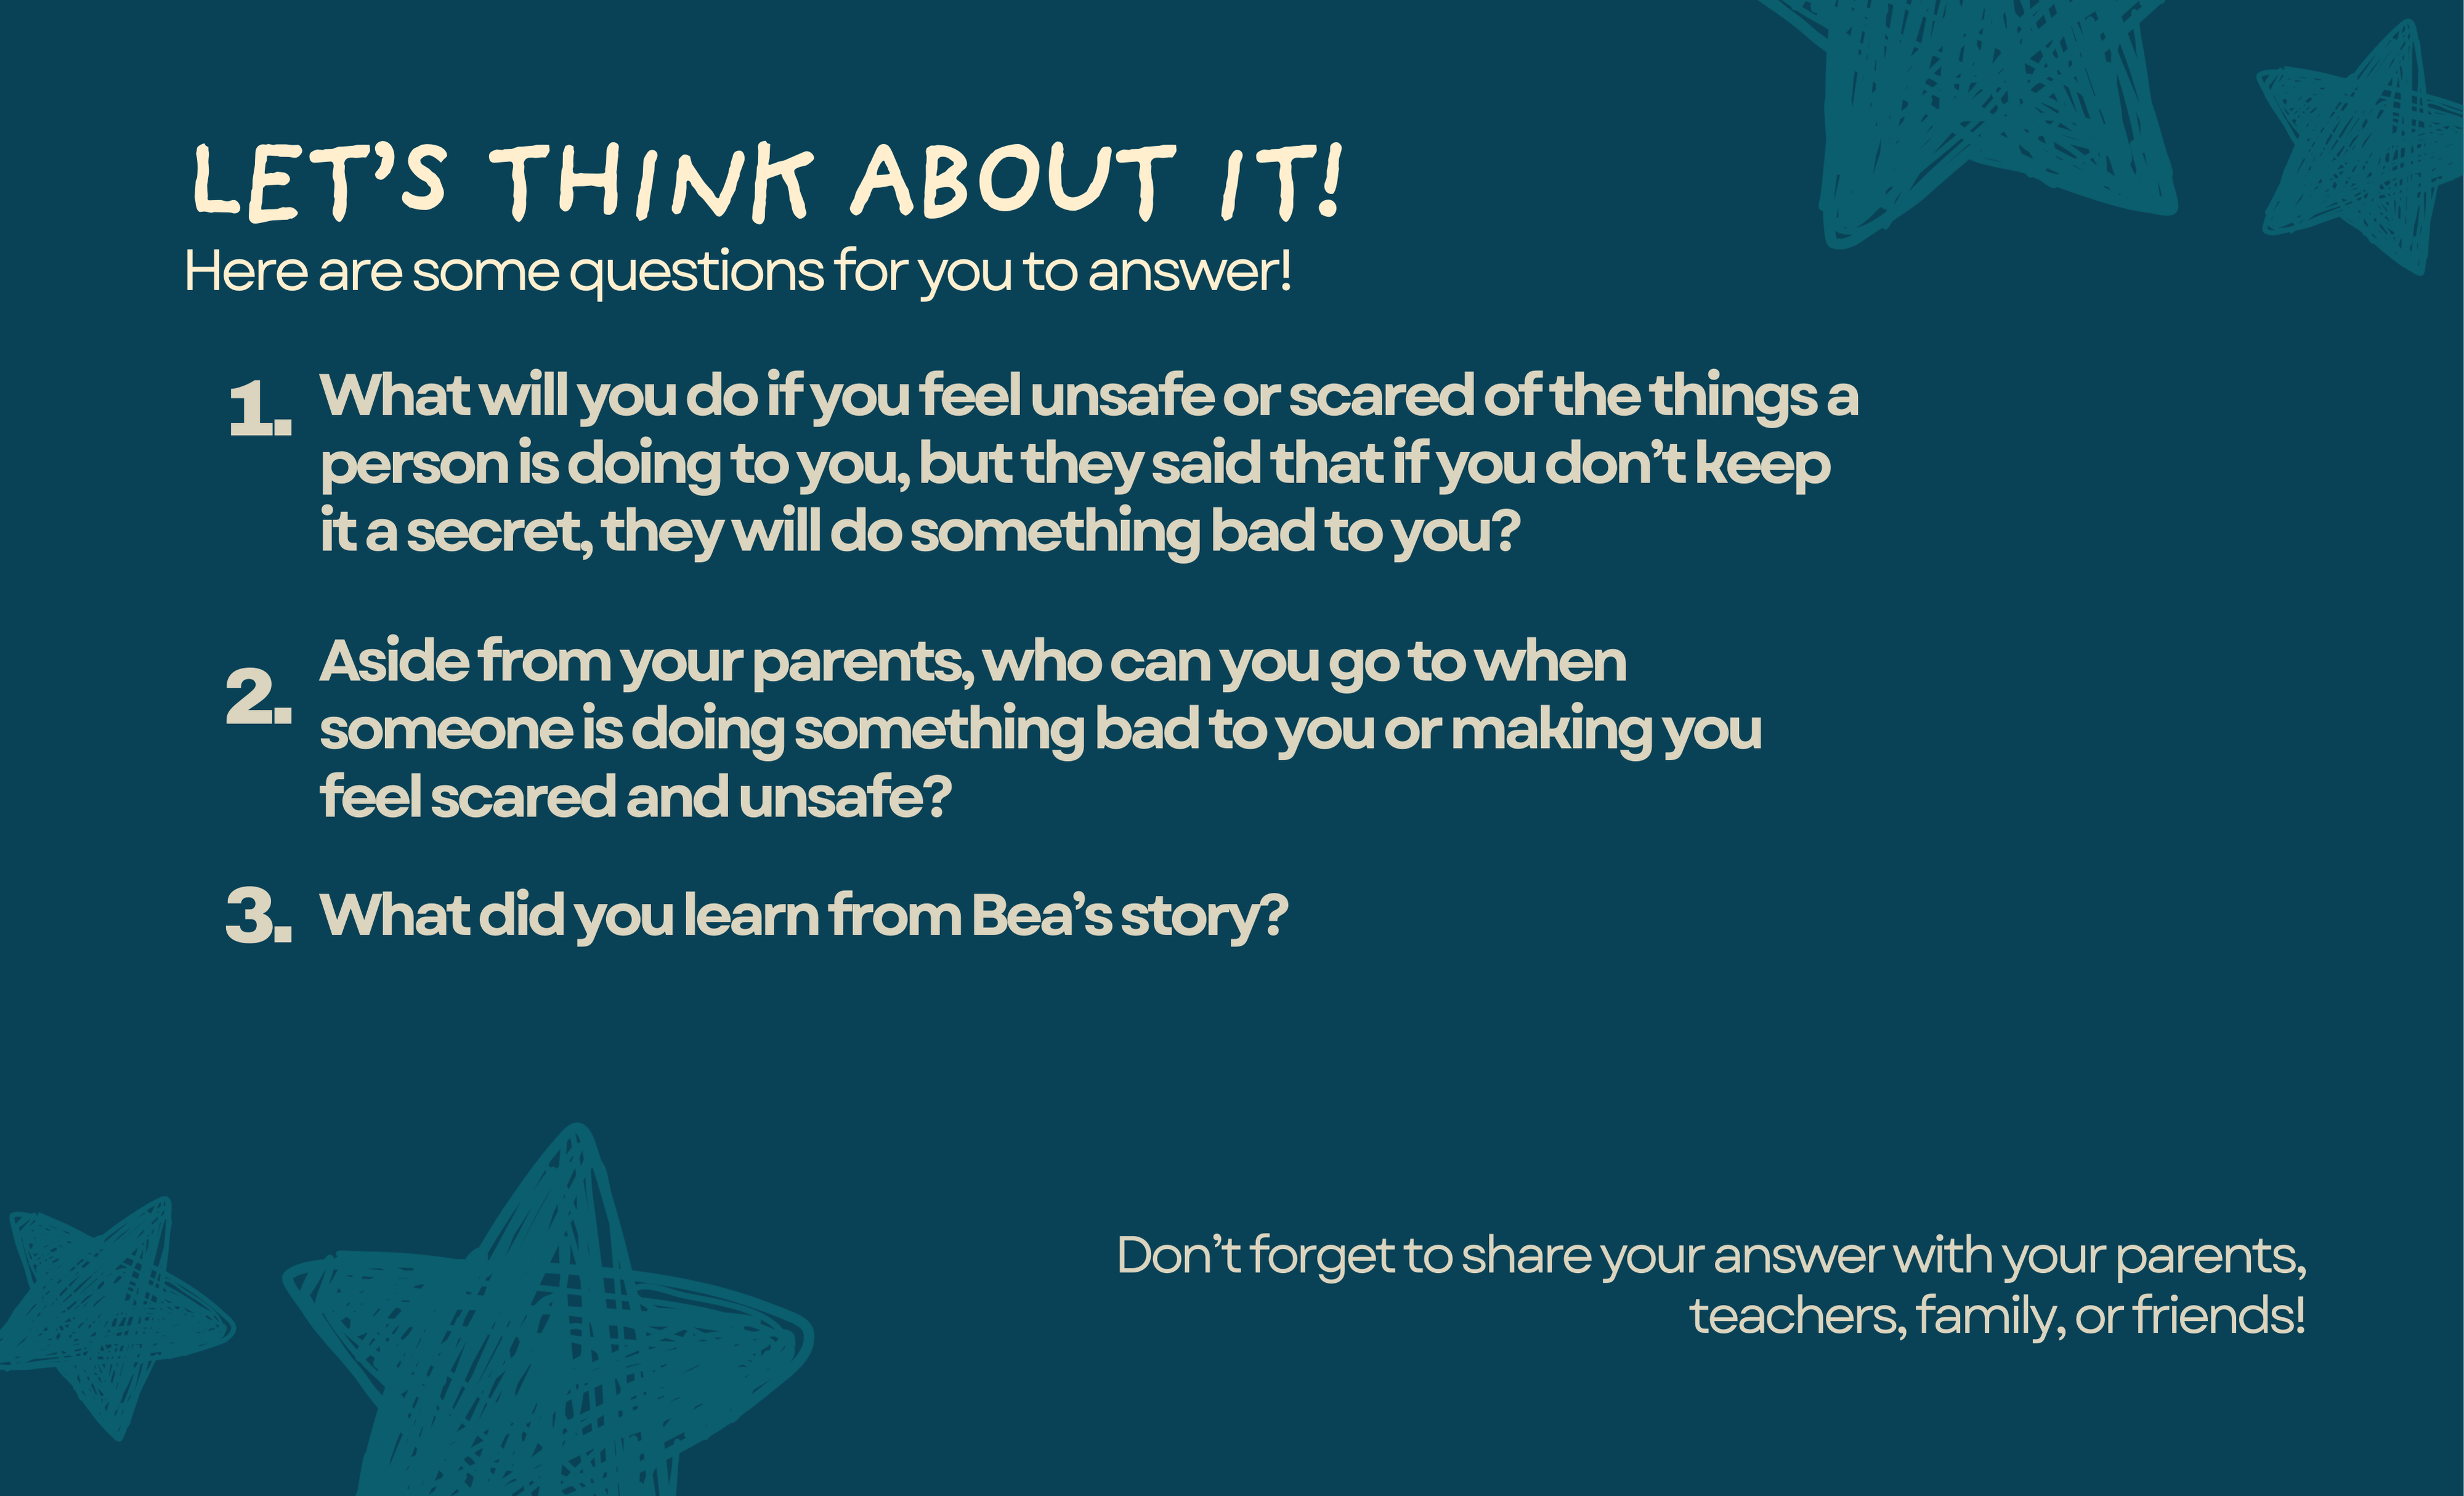 LET’S THINK ABOUT IT!
Here are some questions for you to answer!
1. What will you do if you feel unsafe or scared of the things a
person is doing to you, but they said that if you don’t keep
it a secret, they will do something bad to you?
2. Aside from your parents, who can you go to when
someone is doing something bad to you or making you
feel scared and unsafe?
3. What did you learn from Bea’s story?
Don’t forget to share your answer with your parents,
teachers, family, or friends!